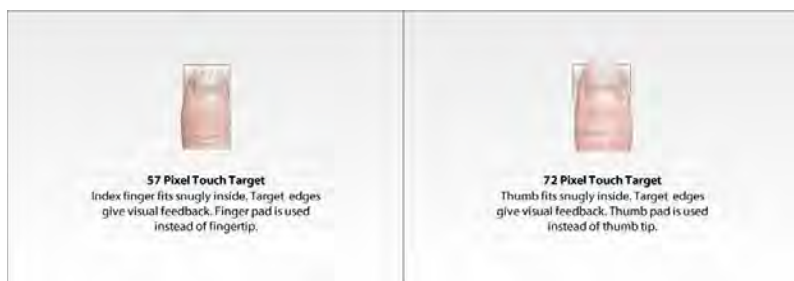 57 Pixel Touch Target
Index finger fits snugly inside. Target edges
give visual feedback. Finger pad is used
instead of fingertip.
72 Pixel Touch Target
Thumb fits snugly inside. Target edges
give visual feedback. Thumb pad is used
instead of thumb tip.